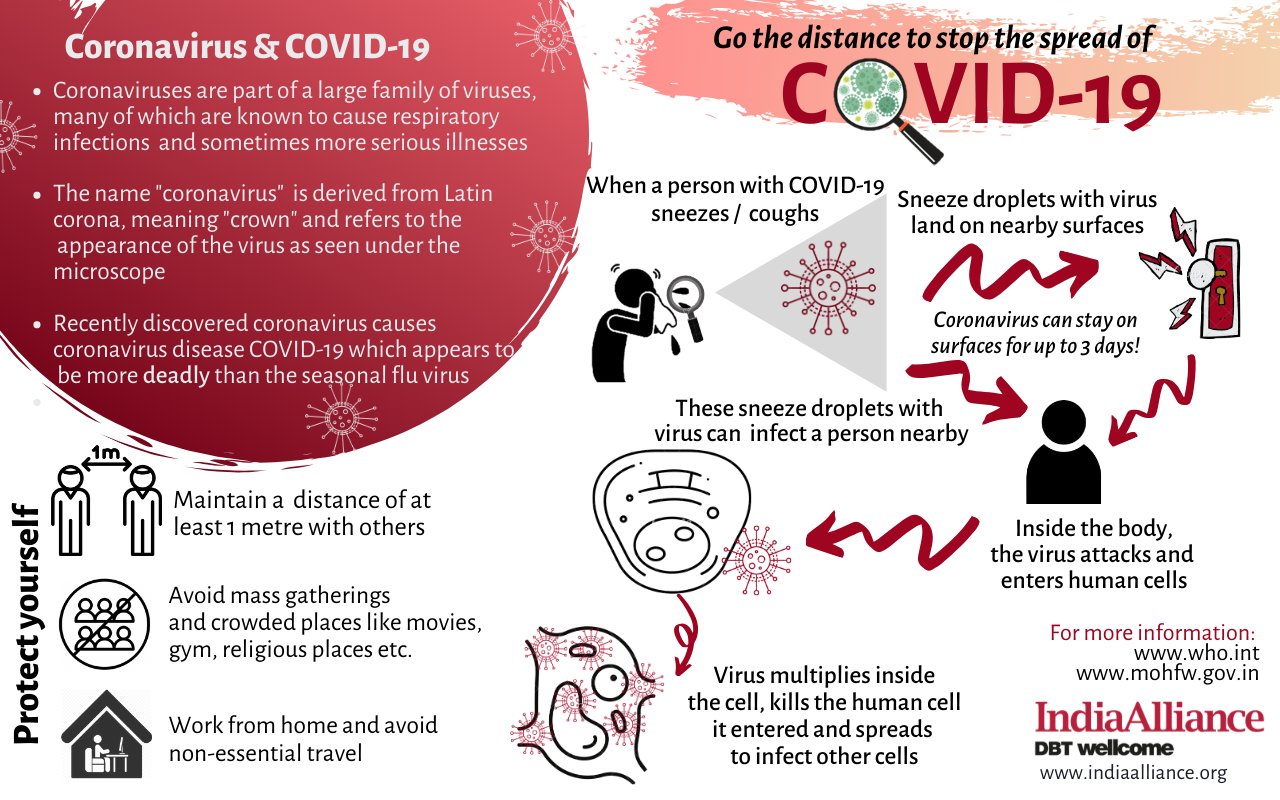 Coronavirus & COVID-19
Coronaviruses are part of a large family of viruses,
many of which are known to cause respiratory
infections and sometimes more serious illnesses
The name "coronavirus" is derived from Latin
corona, meaning "crown" and refers to the
appearance of the virus as seen under the
microscope
Recently discovered coronavirus causes
coronavirus disease COVID-19 which appears to
be more deadly than the seasonal flu virus
Go the distance to stop the spread of
COVID-19
When a person with COVID-19
sneezes / coughs
Sneeze droplets with virus
land on nearby surfaces
Coronavirus can stay on
surfaces for up to 3 days!
These sneeze droplets with
virus can infect a person nearby
Inside the body,
the virus attacks and
enters human cells
Virus multiplies inside
the cell, kills the human cell
it entered and spreads
to infect other cells
Protect yourself
1m
Maintain a distance of at
least 1 metre with others
Avoid mass gatherings
and crowded places like movies,
gym, religious places etc.
Work from home and avoid
non-essential travel
For more information:
www.who.int
www.mohfw.gov.in
IndiaAlliance
DBT wellcome
www.indiaalliance.org